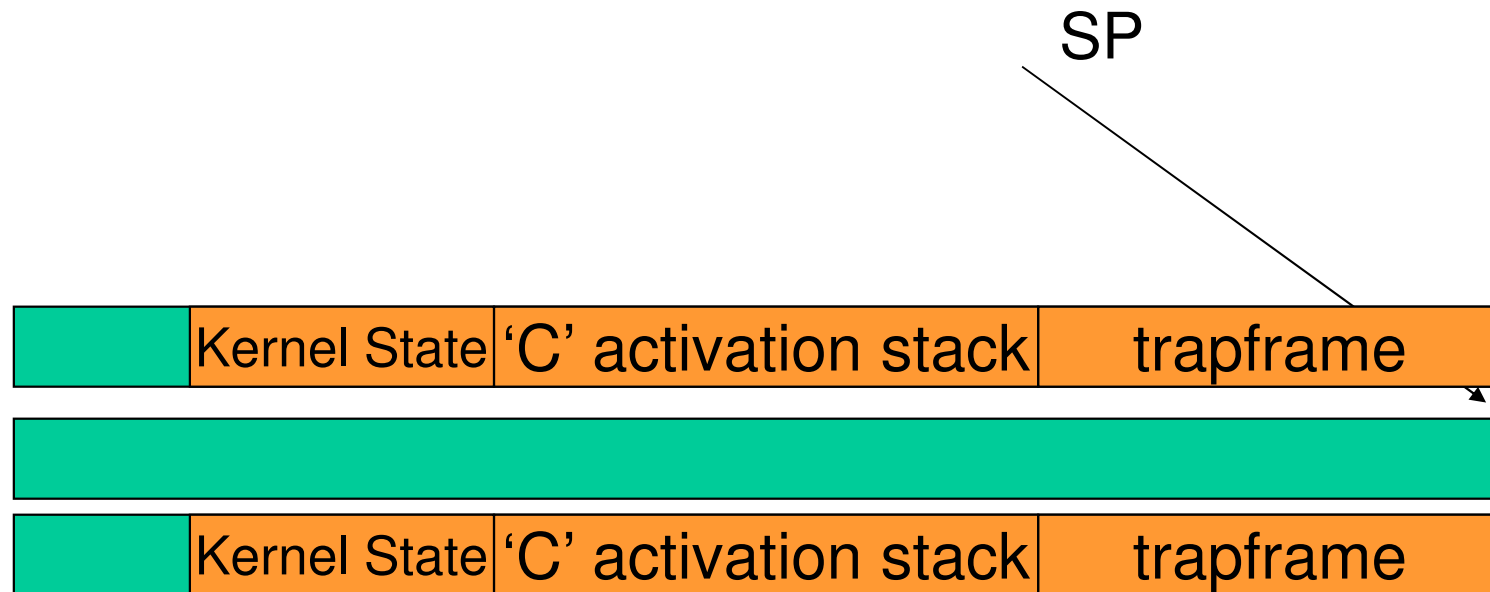 SP
Kernel State ‘C’ activation stack trapframe
Kernel State ‘C’ activation stack trapframe